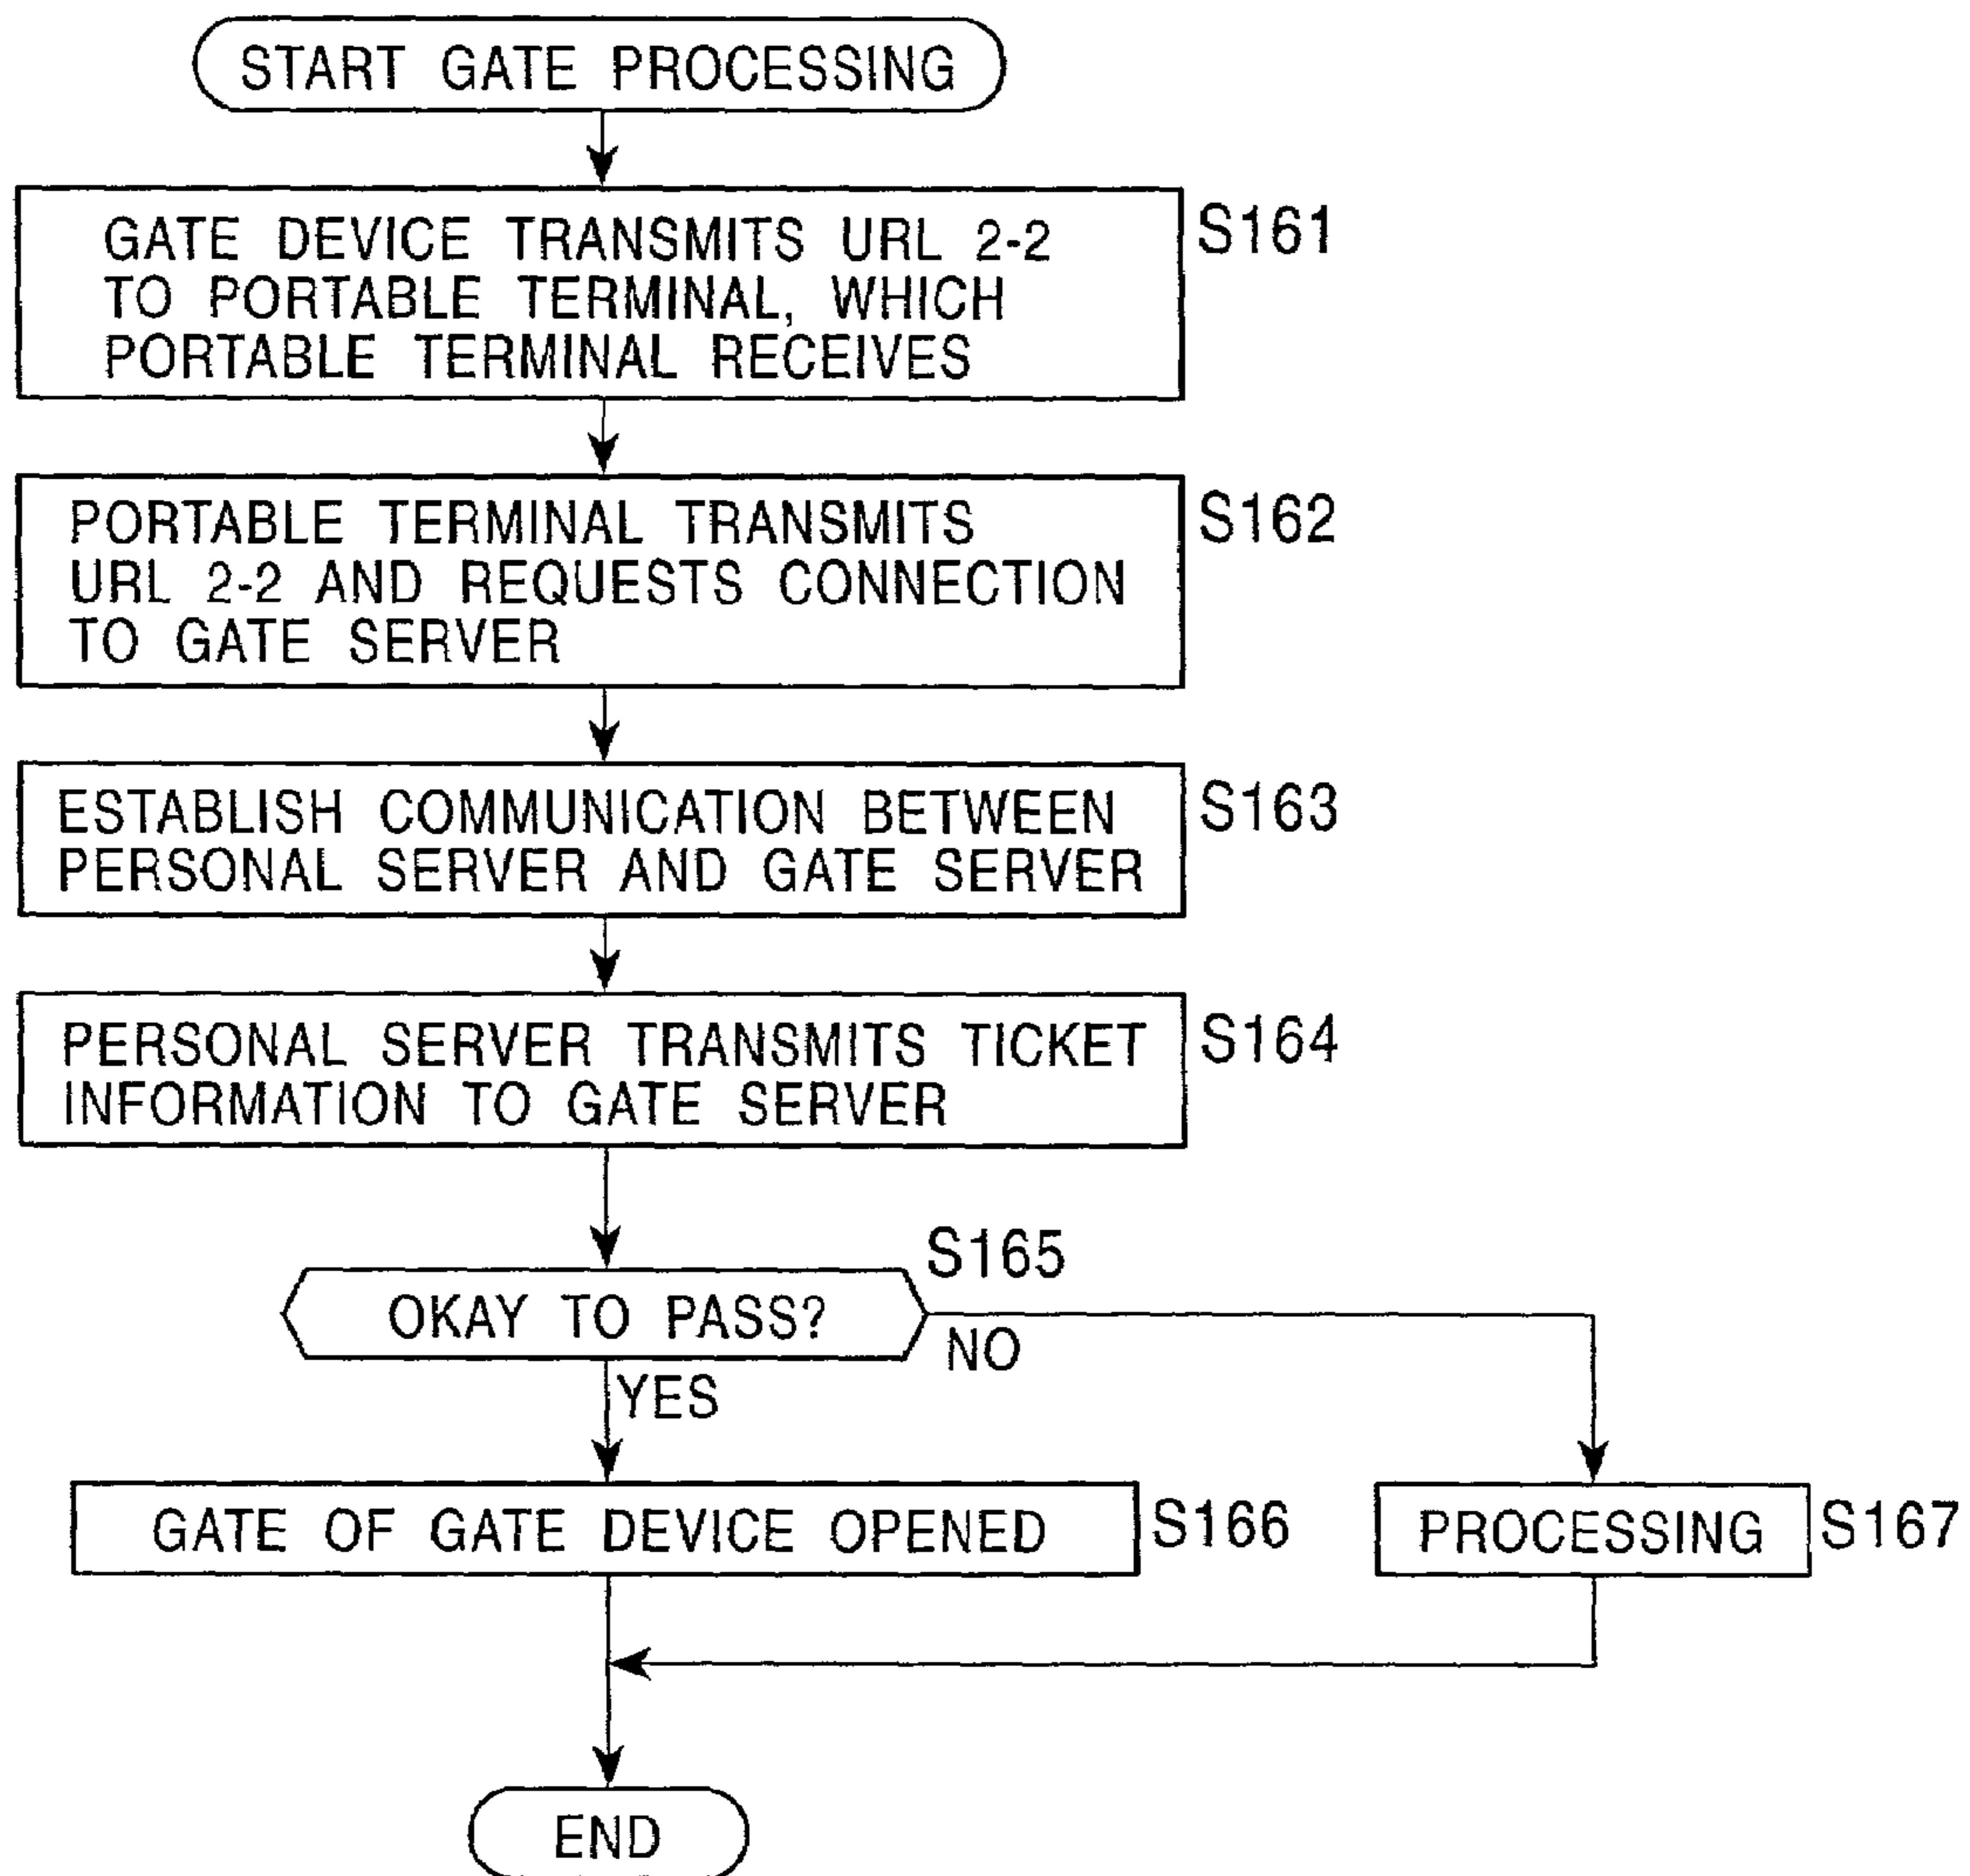 START GATE PROCESSING
GATE DEVICE TRANSMITS URL 2-2
TO PORTABLE TERMINAL, WHICH
PORTABLE TERMINAL RECEIVES
S161
PORTABLE TERMINAL TRANSMITS
URL 2-2 AND REQUESTS CONNECTION
TO GATE SERVER
S162
ESTABLISH COMMUNICATION BETWEEN
PERSONAL SERVER AND GATE SERVER
S163
PERSONAL SERVER TRANSMITS TICKET
INFORMATION TO GATE SERVER
S164
S165
OKAY TO PASS?
NO
YES
GATE OF GATE DEVICE OPENED
S166
PROCESSING
S167
END